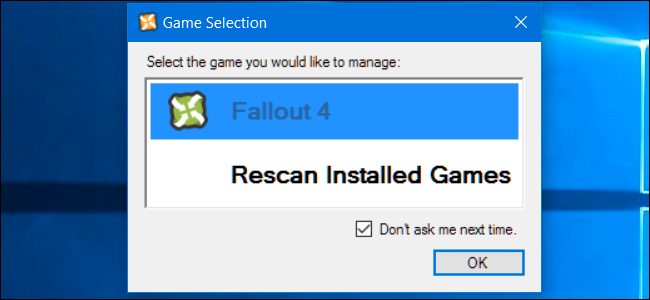 Game Selection
Select the game you would like to manage:
Fallout 4
Rescan Installed Games
Don't ask me next time.
OK